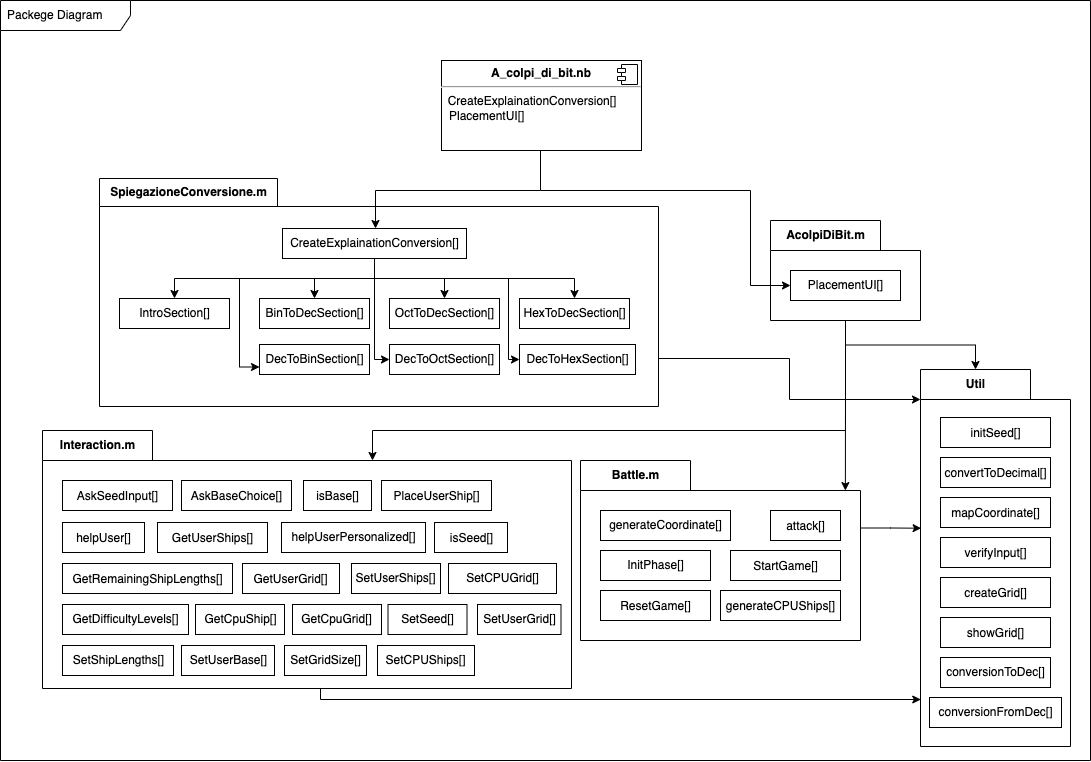 Packege Diagram
A_colpi_di_bit.nb
CreateExplainationConversion[]
PlacementUI[]
SpiegazioneConversione.m
CreateExplainationConversion[]
IntroSection[]
BinToDecSection[]
OctToDecSection[]
HexToDecSection[]
DecToBinSection[]
DecToOctSection[]
DecToHexSection[]
AcolpiDiBit.m
PlacementUI[]
Interaction.m
AskSeedInput[]
AskBaseChoice[]
isBase[]
PlaceUserShip[]
helpUser[]
GetUserShips[]
helpUserPersonalized[]
isSeed[]
GetRemainingShipLengths[]
GetUserGrid[]
SetUserShips[]
SetCPUGrid[]
GetDifficultyLevels[]
GetCpuShip[]
GetCpuGrid[]
SetSeed[]
SetUserGrid[]
SetShipLengths[]
SetUserBase[]
SetGridSize[]
SetCPUShips[]
Battle.m
generateCoordinate[]
attack[]
InitPhase[]
StartGame[]
ResetGame[]
generateCPUShips[]
Util
initSeed[]
convertToDecimal[]
mapCoordinate[]
verifyInput[]
createGrid[]
showGrid[]
conversionToDec[]
conversionFromDec[]